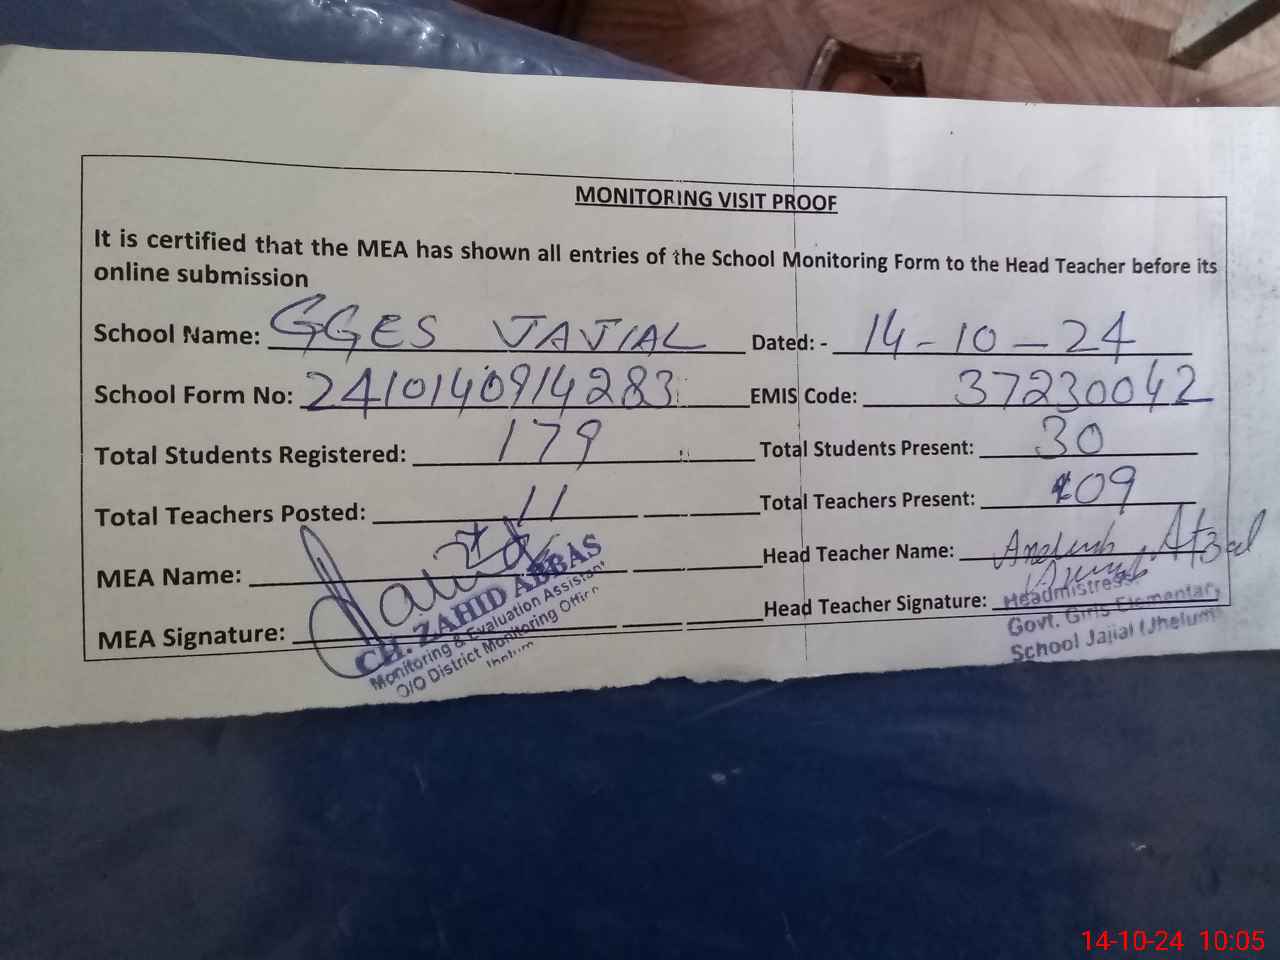 MONITORING VISIT PROOF
It is certified that the MEA has shown all entries of the School Monitoring Form to the Head Teacher before its
online submission
School Name: GGES JAJIAL Dated: - 14-10-24
School Form No: 2410140914283 EMIS Code: 37230042
Total Students Registered: 179 Total Students Present: 30
Total Teachers Posted: 11 Total Teachers Present: 09
MEA Name: Head Teacher Name: Afzal
MEA Signature: Head Teacher Signature:
CH. ZAHID ABBAS
Monitoring & Evaluation Assistant
O/O District Monitoring Officer
Jhelum
Headmistress
Govt. Girls Elementary
School Jajial (Jhelum)
14-10-24 10:05